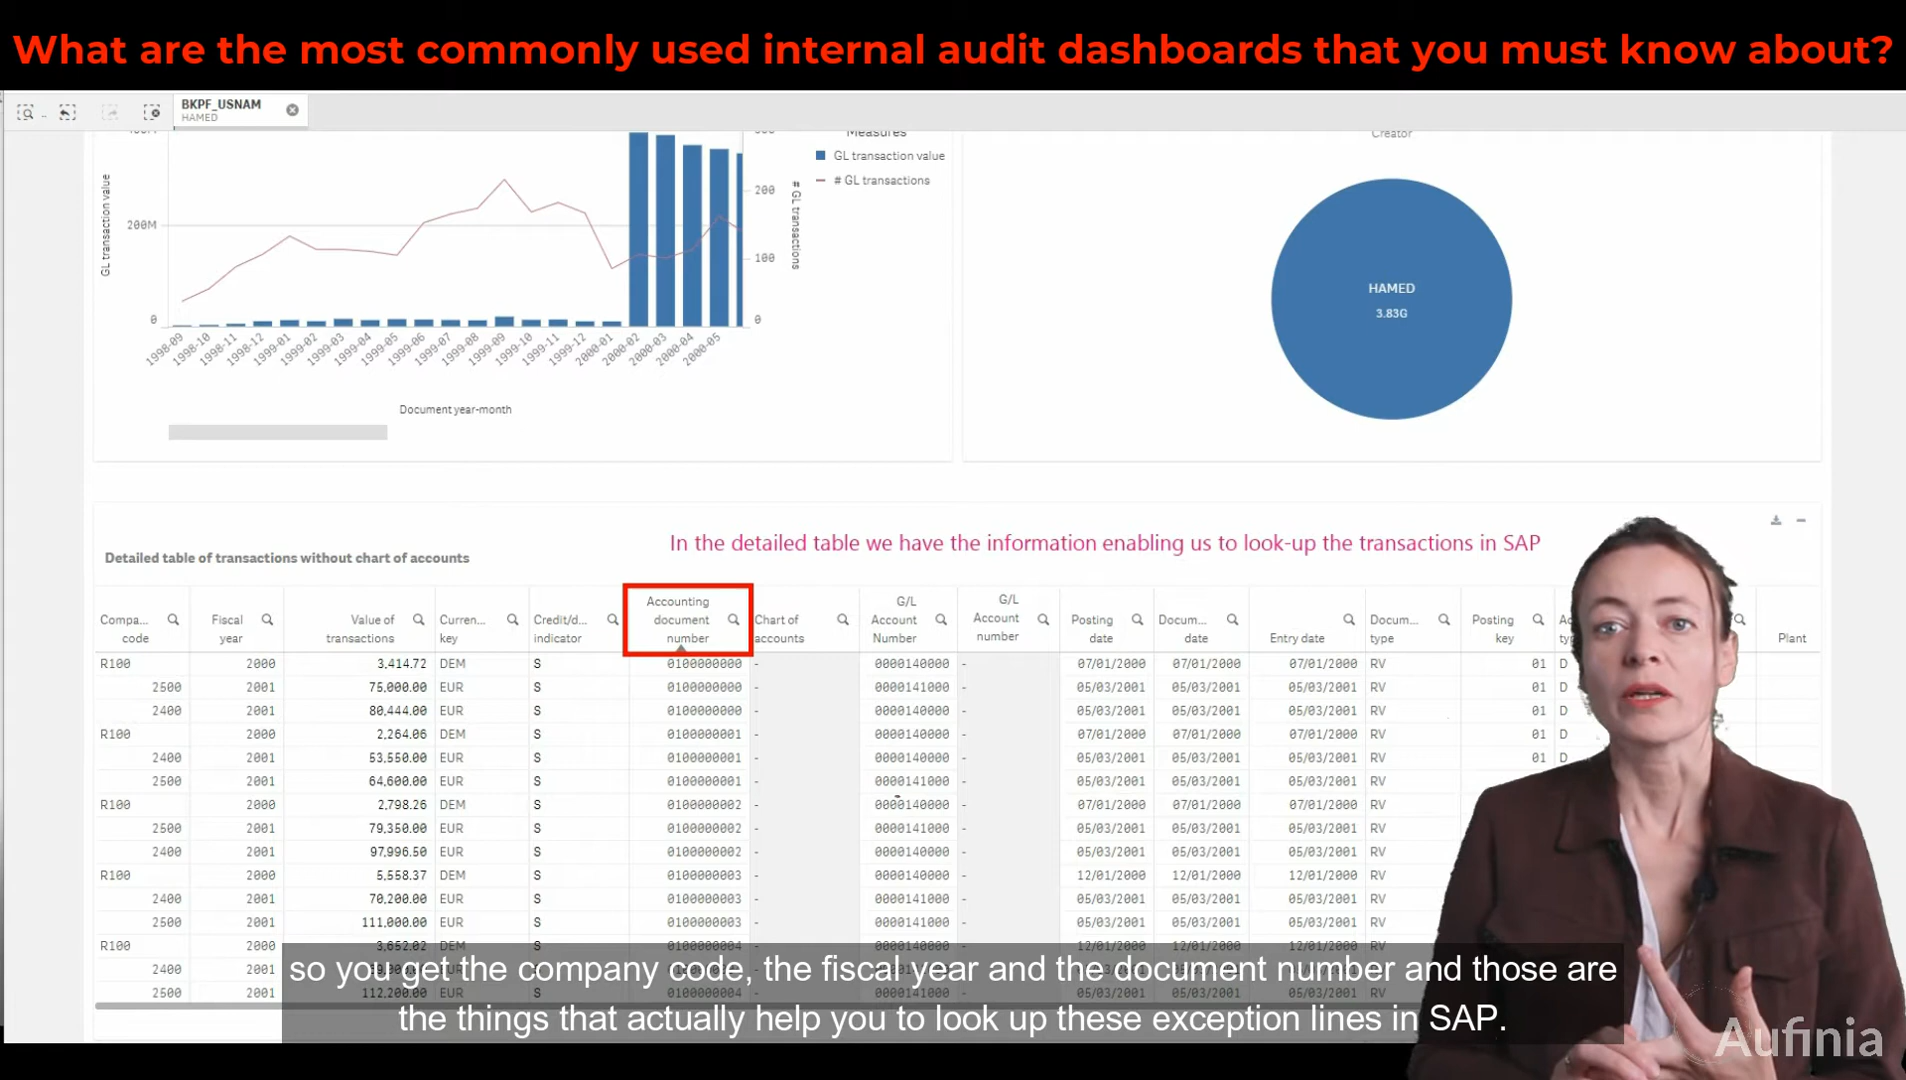 What are the most commonly used internal audit dashboards that you must know about?
BKPF_USNAM
HAMED
Measures
GL transaction value
# GL transactions
GL transaction value
200M
0
200
100
0
# GL transactions
1998-09 1998-10 1998-11 1998-12 1999-01 1999-02 1999-03 1999-04 1999-05 1999-06 1999-07 1999-08 1999-09 1999-10 1999-11 1999-12 2000-01 2000-02 2000-03 2000-04 2000-05
Document year-month
Creator
HAMED
3.83G
In the detailed table we have the information enabling us to look-up the transactions in SAP
Detailed table of transactions without chart of accounts
Compa... code Fiscal year Value of transactions Curren... key Credit/d... indicator Accounting document number Chart of accounts G/L Account Number G/L Account number Posting date Docum... date Entry date Docum... type Posting key Plant
R100 2000 3,414.72 DEM S 0100000000 - 0000140000 - 07/01/2000 07/01/2000 07/01/2000 RV 01 D
2500 2001 75,000.00 EUR S 0100000000 - 0000141000 - 05/03/2001 05/03/2001 05/03/2001 RV 01 D
2400 2001 80,444.00 EUR S 0100000000 - 0000140000 - 05/03/2001 05/03/2001 05/03/2001 RV 01 D
R100 2000 2,264.06 DEM S 0100000001 - 0000140000 - 07/01/2000 07/01/2000 07/01/2000 RV 01 D
2400 2001 53,550.00 EUR S 0100000001 - 0000140000 - 05/03/2001 05/03/2001 05/03/2001 RV 01 D
2500 2001 64,600.00 EUR S 0100000001 - 0000141000 - 05/03/2001 05/03/2001 05/03/2001 RV
R100 2000 2,798.26 DEM S 0100000002 - 0000140000 - 07/01/2000 07/01/2000 07/01/2000 RV
2500 2001 79,350.00 EUR S 0100000002 - 0000141000 - 05/03/2001 05/03/2001 05/03/2001 RV
2400 2001 97,996.50 EUR S 0100000002 - 0000140000 - 05/03/2001 05/03/2001 05/03/2001 RV
R100 2000 5,558.37 DEM S 0100000003 - 0000140000 - 12/01/2000 12/01/2000 12/01/2000 RV
2400 2001 70,200.00 EUR S 0100000003 - 0000141000 - 05/03/2001 05/03/2001 05/03/2001 RV
2500 2001 111,000.00 EUR S 0100000003 - 0000141000 - 05/03/2001 05/03/2001 05/03/2001 RV
R100 2000 3,652.02 DEM S 0100000004 - 0000140000 - 12/01/2000 12/01/2000 12/01/2000 RV
2400
2500 2001 112,200.00 EUR S 0100000004 - 0000141000 - 05/03/2001 05/03/2001 05/03/2001 RV
so you get the company code, the fiscal year and the document number and those are
the things that actually help you to look up these exception lines in SAP.
Aufinia